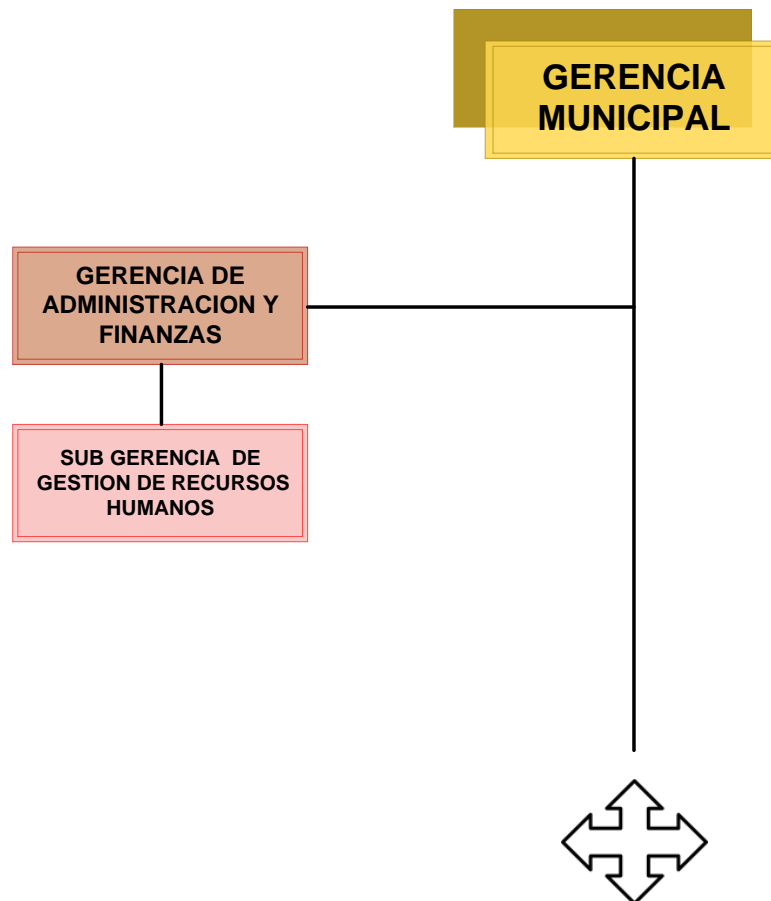 GERENCIA
MUNICIPAL
GERENCIA DE
ADMINISTRACION Y
FINANZAS
SUB GERENCIA  DE
GESTION DE RECURSOS
HUMANOS